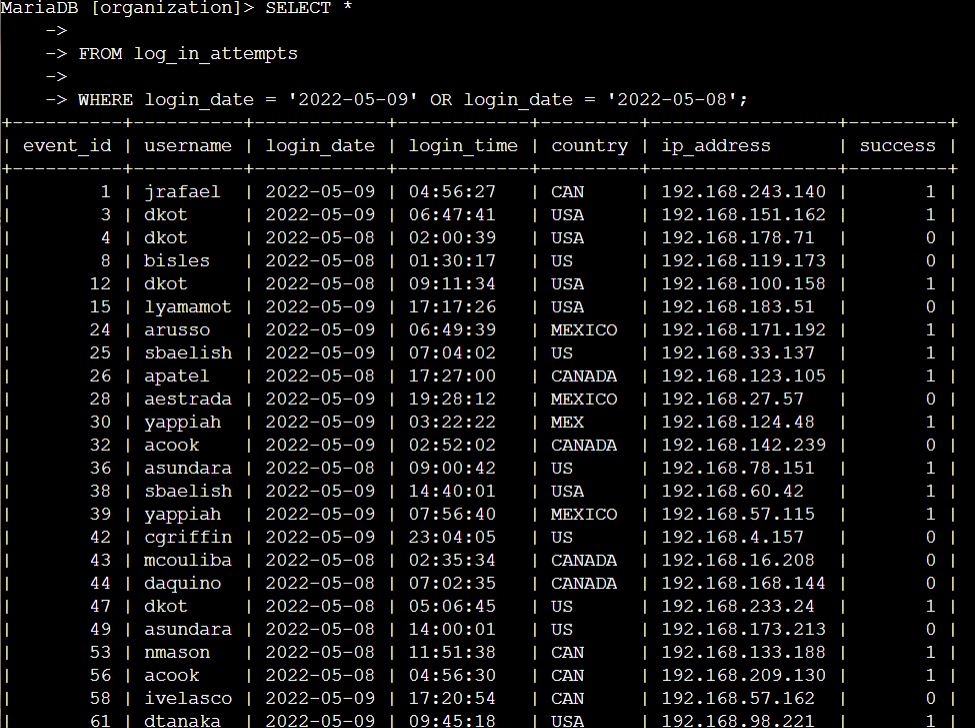 MariaDB [organization]> SELECT *
    ->
    -> FROM log_in_attempts
    ->
    -> WHERE login_date = '2022-05-09' OR login_date = '2022-05-08';
+----------+----------+------------+------------+---------+-----------------+---------+
| event_id | username | login_date | login_time | country | ip_address      | success |
+----------+----------+------------+------------+---------+-----------------+---------+
|        1 | jrafael  | 2022-05-09 | 04:56:27   | CAN     | 192.168.243.140 |       1 |
|        3 | dkot     | 2022-05-09 | 06:47:41   | USA     | 192.168.151.162 |       1 |
|        4 | dkot     | 2022-05-08 | 02:00:39   | USA     | 192.168.178.71  |       0 |
|        8 | bisles   | 2022-05-08 | 01:30:17   | US      | 192.168.119.173 |       0 |
|       12 | dkot     | 2022-05-08 | 09:11:34   | USA     | 192.168.100.158 |       1 |
|       15 | lyamamot | 2022-05-09 | 17:17:26   | USA     | 192.168.183.51  |       0 |
|       24 | arusso   | 2022-05-09 | 06:49:39   | MEXICO  | 192.168.171.192 |       1 |
|       25 | sbaelish | 2022-05-09 | 07:04:02   | US      | 192.168.33.137  |       1 |
|       26 | apatel   | 2022-05-08 | 17:27:00   | CANADA  | 192.168.123.105 |       1 |
|       28 | aestrada | 2022-05-09 | 19:28:12   | MEXICO  | 192.168.27.57   |       0 |
|       30 | yappiah  | 2022-05-09 | 03:22:22   | MEX     | 192.168.124.48  |       1 |
|       32 | acook    | 2022-05-09 | 02:52:02   | CANADA  | 192.168.142.239 |       0 |
|       36 | asundara | 2022-05-08 | 09:00:42   | US      | 192.168.78.151  |       1 |
|       38 | sbaelish | 2022-05-09 | 14:40:01   | USA     | 192.168.60.42   |       1 |
|       39 | yappiah  | 2022-05-09 | 07:56:40   | MEXICO  | 192.168.57.115  |       1 |
|       42 | cgriffin | 2022-05-09 | 23:04:05   | US      | 192.168.4.157   |       0 |
|       43 | mcouliba | 2022-05-08 | 02:35:34   | CANADA  | 192.168.16.208  |       0 |
|       44 | daquino  | 2022-05-08 | 07:02:35   | CANADA  | 192.168.168.144 |       0 |
|       47 | dkot     | 2022-05-08 | 05:06:45   | US      | 192.168.233.24  |       1 |
|       49 | asundara | 2022-05-08 | 14:00:01   | US      | 192.168.173.213 |       0 |
|       53 | nmason   | 2022-05-08 | 11:51:38   | CAN     | 192.168.133.188 |       1 |
|       56 | acook    | 2022-05-08 | 04:56:30   | CAN     | 192.168.209.130 |       1 |
|       58 | ivelasco | 2022-05-09 | 17:20:54   | CAN     | 192.168.57.162  |       0 |
|       61 | dtanaka  | 2022-05-09 | 09:45:18   | USA     | 192.168.98.221  |       1 |